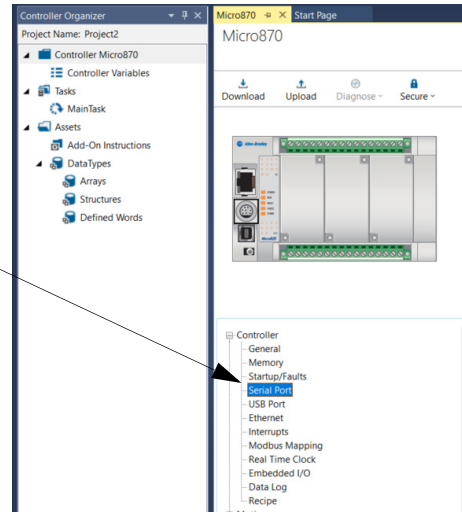 Controller Organizer
Project Name: Project2
Controller Micro870
Controller Variables
Tasks
MainTask
Assets
Add-On Instructions
DataTypes
Arrays
Structures
Defined Words
Micro870 Start Page
Micro870
Download Upload Diagnose Secure
Allen-Bradley
Controller
General
Memory
Startup/Faults
Serial Port
USB Port
Ethernet
Interrupts
Modbus Mapping
Real Time Clock
Embedded I/O
Data Log
Recipe